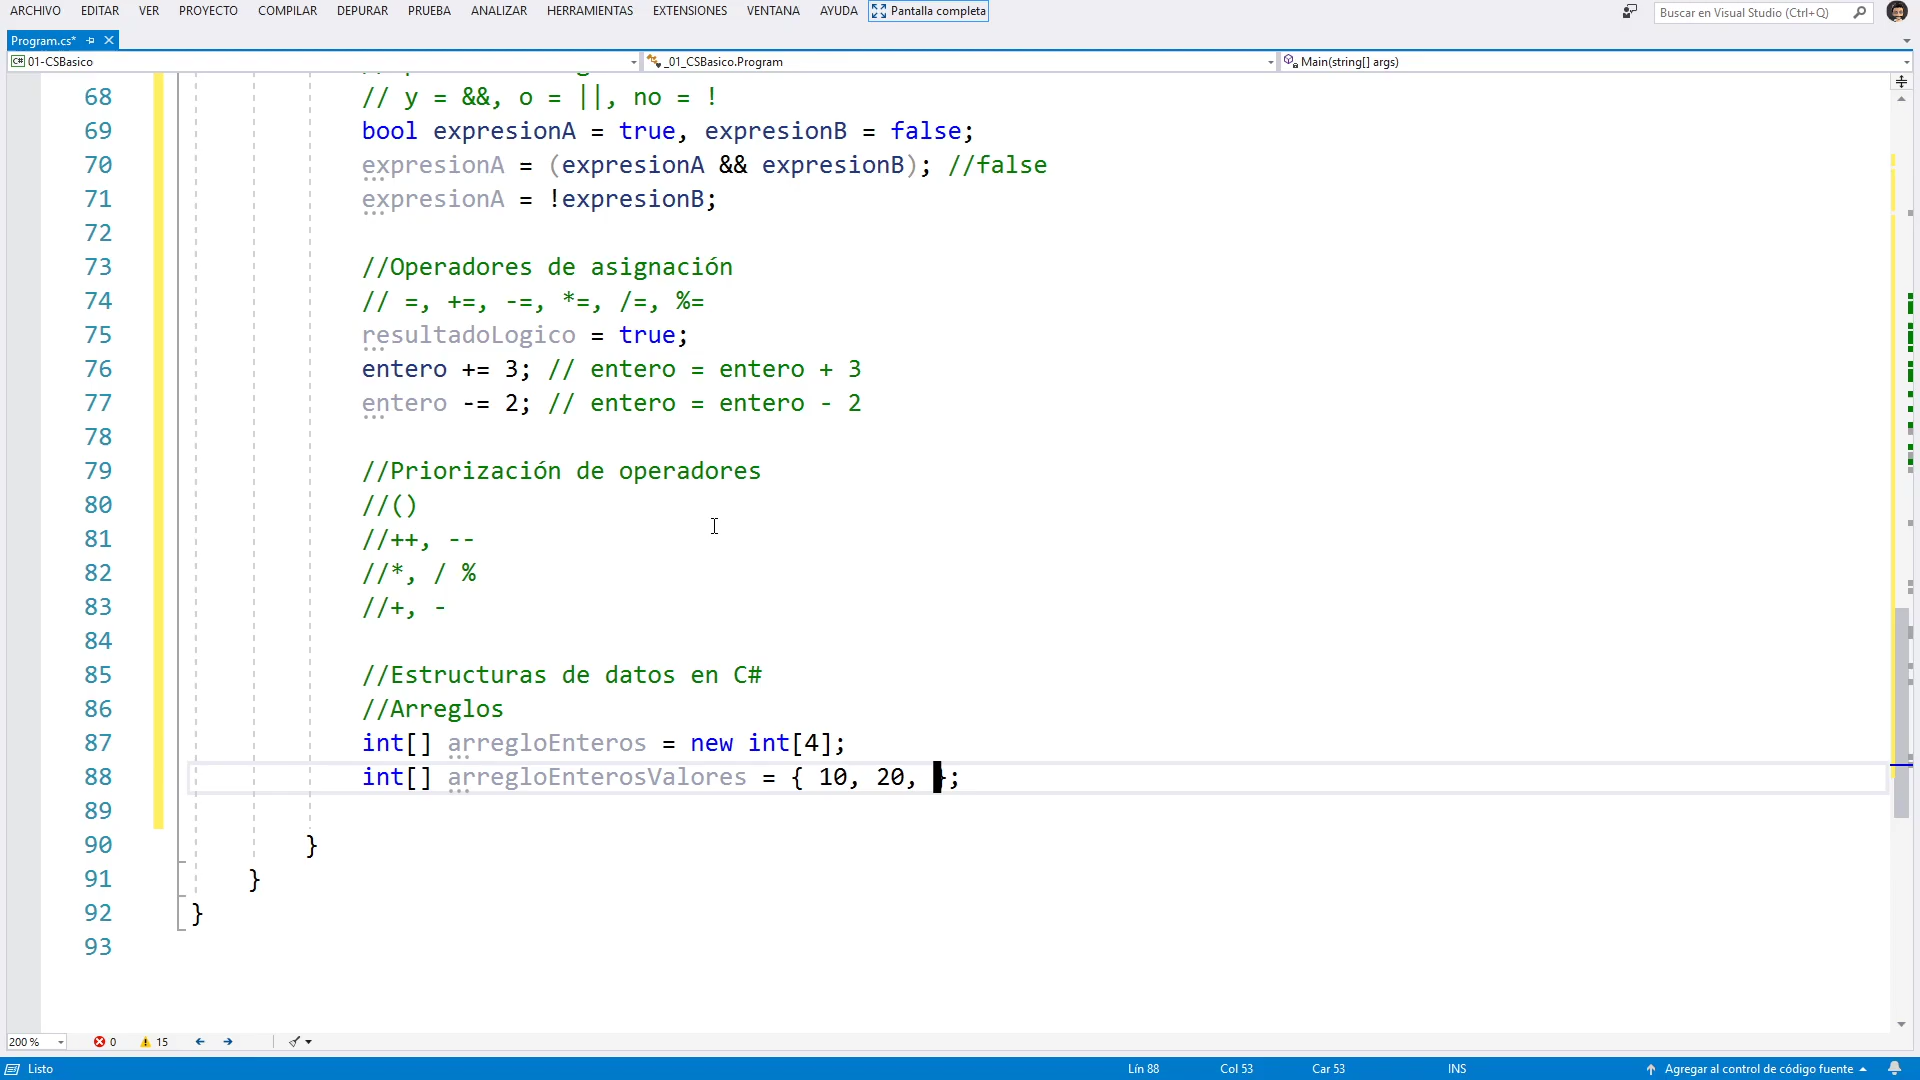 ARCHIVO EDITAR VER PROYECTO COMPILAR DEPURAR PRUEBA ANALIZAR HERRAMIENTAS EXTENSIONES VENTANA AYUDA Pantalla completa Buscar en Visual Studio (Ctrl+Q)
Program.cs*
C# 01-CSBasico _01_CSBasico.Program Main(string[] args)
68 // y = &&, o = ||, no = !
69 bool expresionA = true, expresionB = false;
70 expresionA = (expresionA && expresionB); //false
71 expresionA = !expresionB;
72
73 //Operadores de asignación
74 // =, +=, -=, *=, /=, %=
75 resultadoLogico = true;
76 entero += 3; // entero = entero + 3
77 entero -= 2; // entero = entero - 2
78
79 //Priorización de operadores
80 //()
81 //++, --
82 //*, / %
83 //+, -
84
85 //Estructuras de datos en C#
86 //Arreglos
87 int[] arregloEnteros = new int[4];
88 int[] arregloEnterosValores = { 10, 20, };
89
90 }
91 }
92 }
93
200 % 0 15
Listo Lín 88 Col 53 Car 53 INS Agregar al control de código fuente